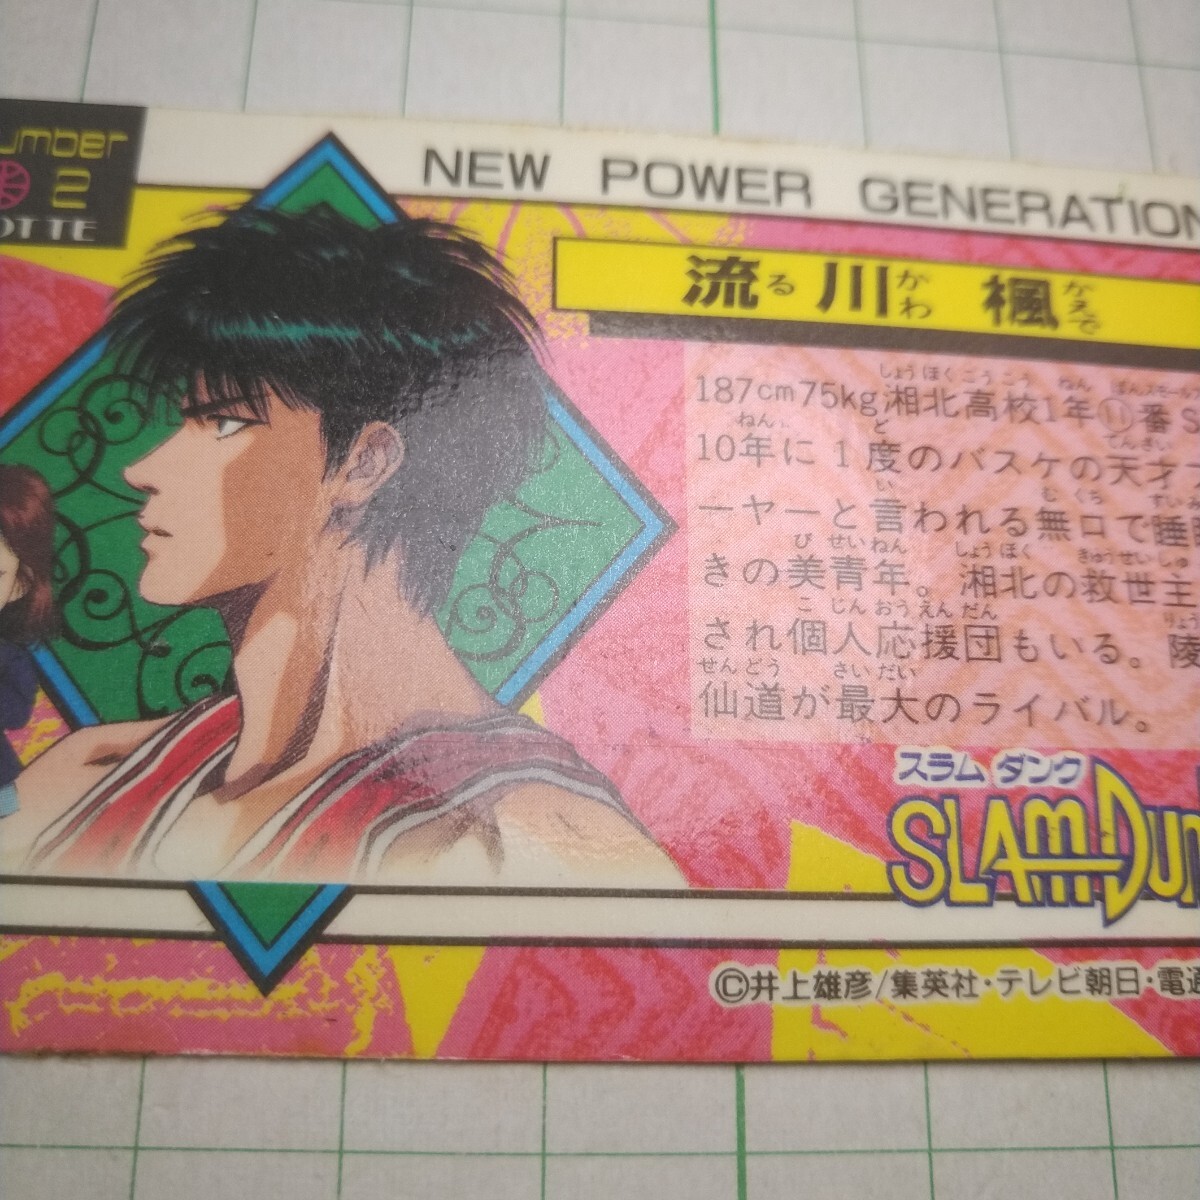 umber
2
OTTE
NEW POWER GENERATION
流る川かわ楓かえで
しょうほくこうこう ねん
187cm75kg湘北高校1年⑪番S
ねん ど てんさい
10年に1度のバスケの天才
い む くち
ーヤーと言われる無口で睡
び せいねん しょうほく きゅうせいしゅ
きの美青年。湘北の救世主
こ じん おうえんだん
され個人応援団もいる。陵
せんどう さいだい
仙道が最大のライバル。
スラム ダンク
SLAM DUN
©井上雄彦/集英社・テレビ朝日・電通